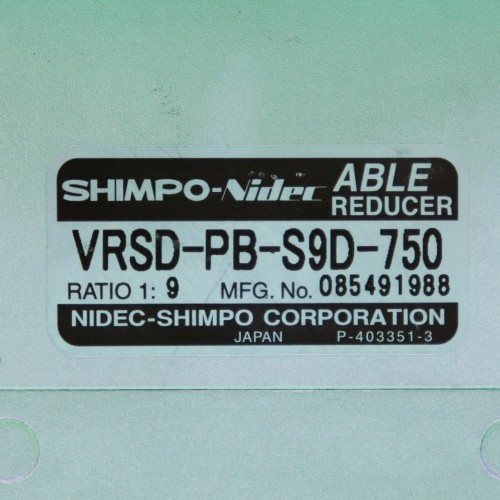 SHIMPO-Nidec ABLE
REDUCER
VRSD-PB-S9D-750
RATIO 1: 9 MFG. No. 085491988
NIDEC-SHIMPO CORPORATION
JAPAN P-403351-3